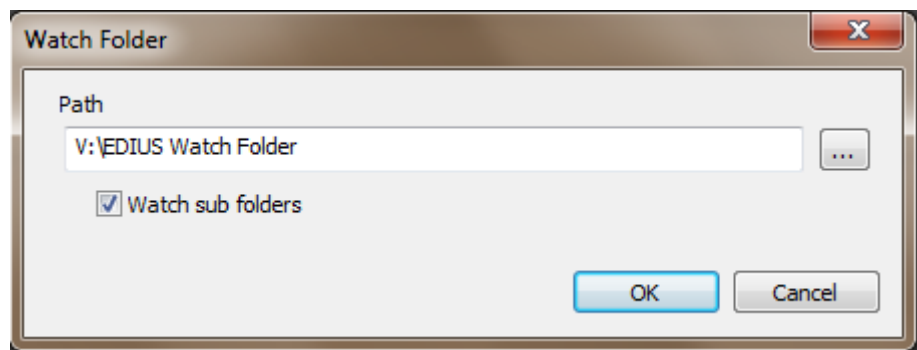 Watch Folder
Path
V:\EDIUS Watch Folder
...
Watch sub folders
OK Cancel